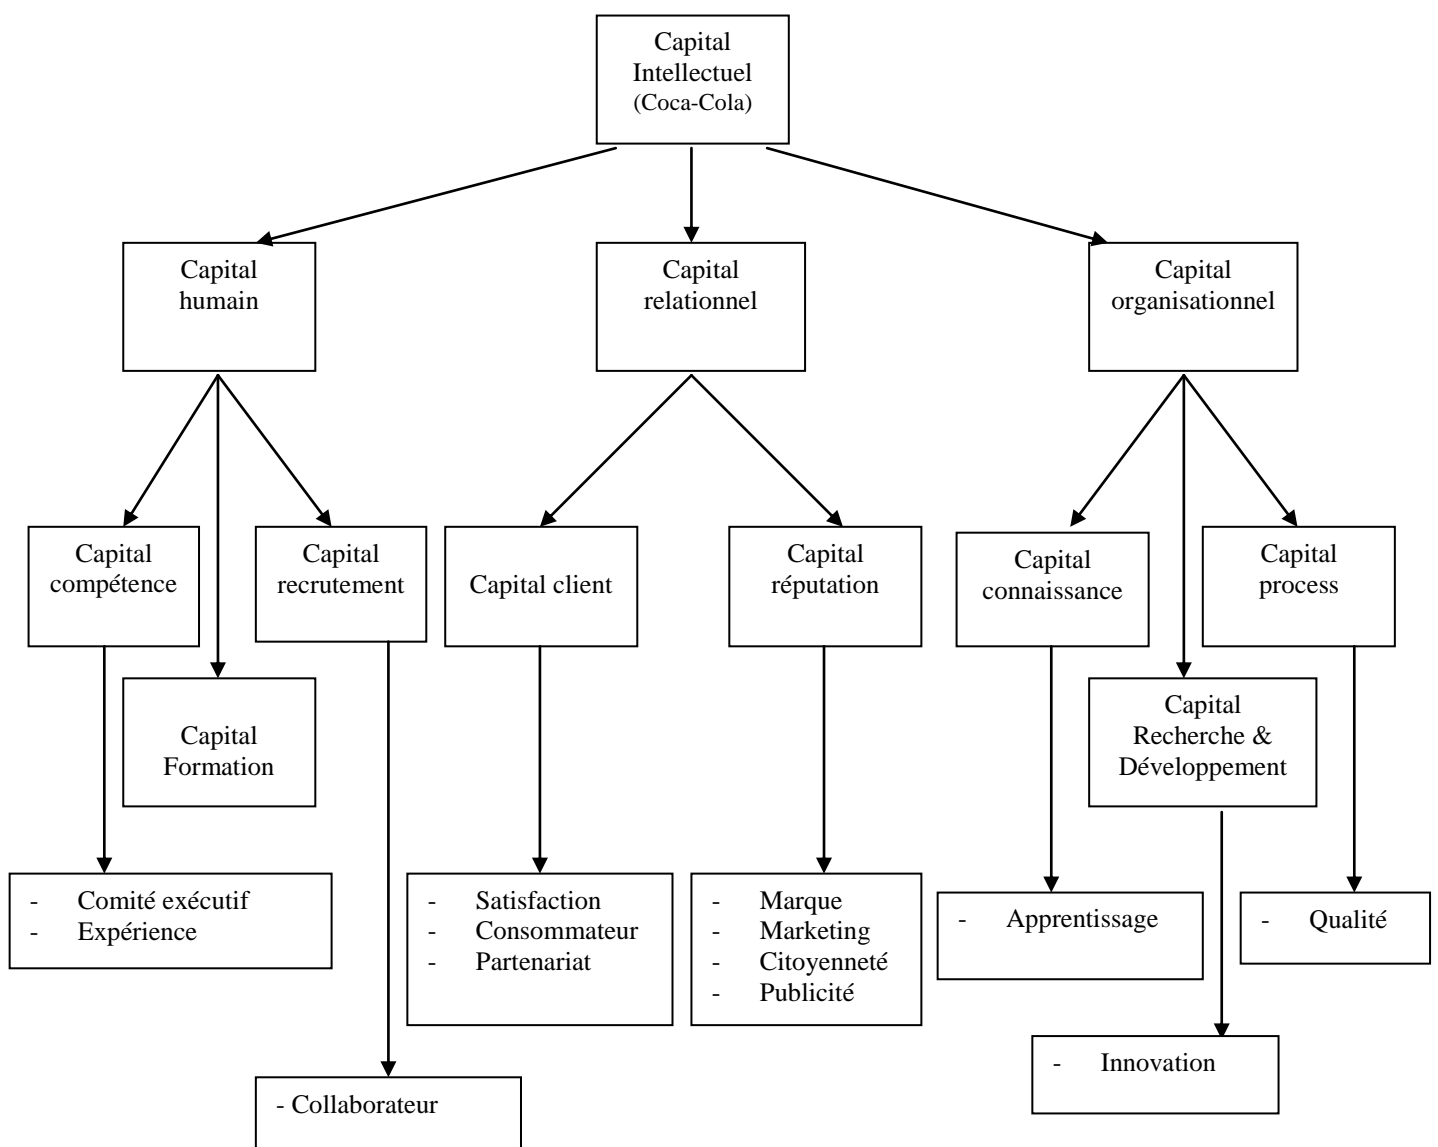 Capital
Intellectuel
(Coca-Cola)
Capital
humain
Capital
relationnel
Capital
organisationnel
Capital
compétence
Capital
recrutement
Capital client
Capital
réputation
Capital
connaissance
Capital
process
Capital
Formation
Capital
Recherche &
Développement
- Comité exécutif
- Expérience
- Satisfaction
- Consommateur
- Partenariat
- Marque
- Marketing
- Citoyenneté
- Publicité
- Apprentissage
- Qualité
- Innovation
- Collaborateur